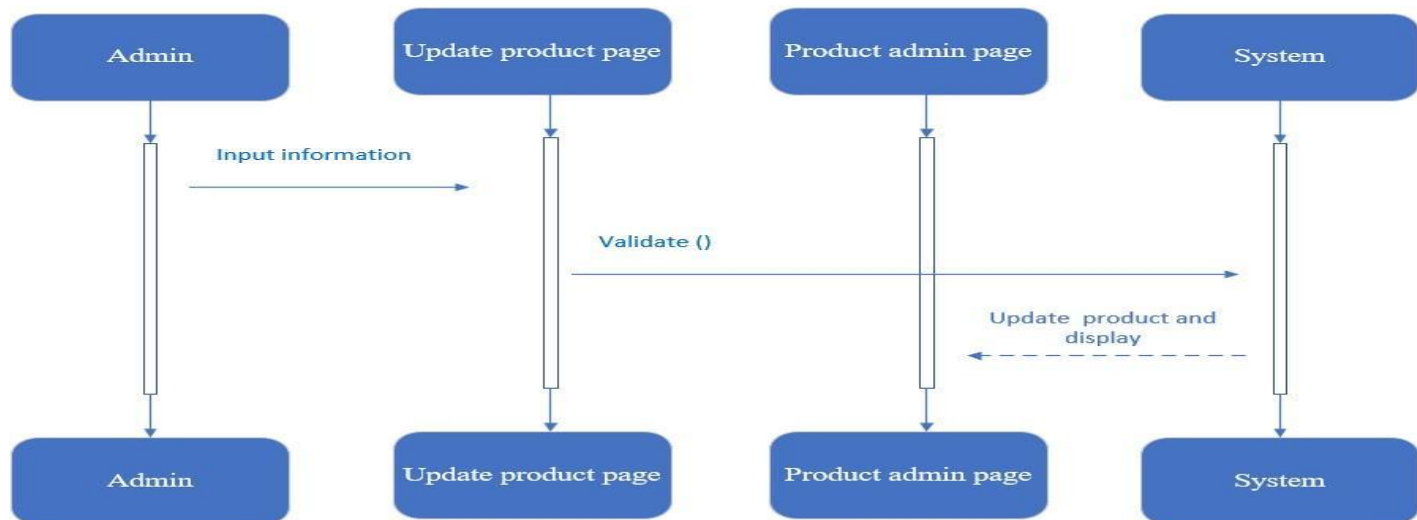 Admin
Update product page
Product admin page
System
Input information
Validate ()
Update product and
display
Admin
Update product page
Product admin page
System